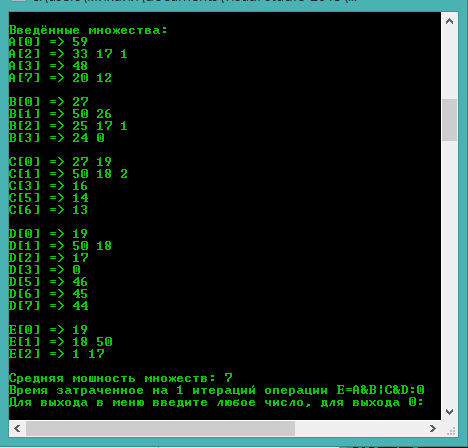 Введённые множества:
A[0] => 59
A[2] => 33 17 1
A[3] => 48
A[7] => 20 12
B[0] => 27
B[1] => 50 26
B[2] => 25 17 1
B[3] => 24 0
C[0] => 27 19
C[1] => 50 18 2
C[3] => 16
C[5] => 14
C[6] => 13
D[0] => 19
D[1] => 50 18
D[2] => 17
D[3] => 0
D[5] => 46
D[6] => 45
D[7] => 44
E[0] => 19
E[1] => 18 50
E[2] => 1 17
Средняя мошность множеств: 7
Время затраченное на 1 итераций операции E=A&B|C&D:0
Для выхода в меню введите любое число, для выхода 0: